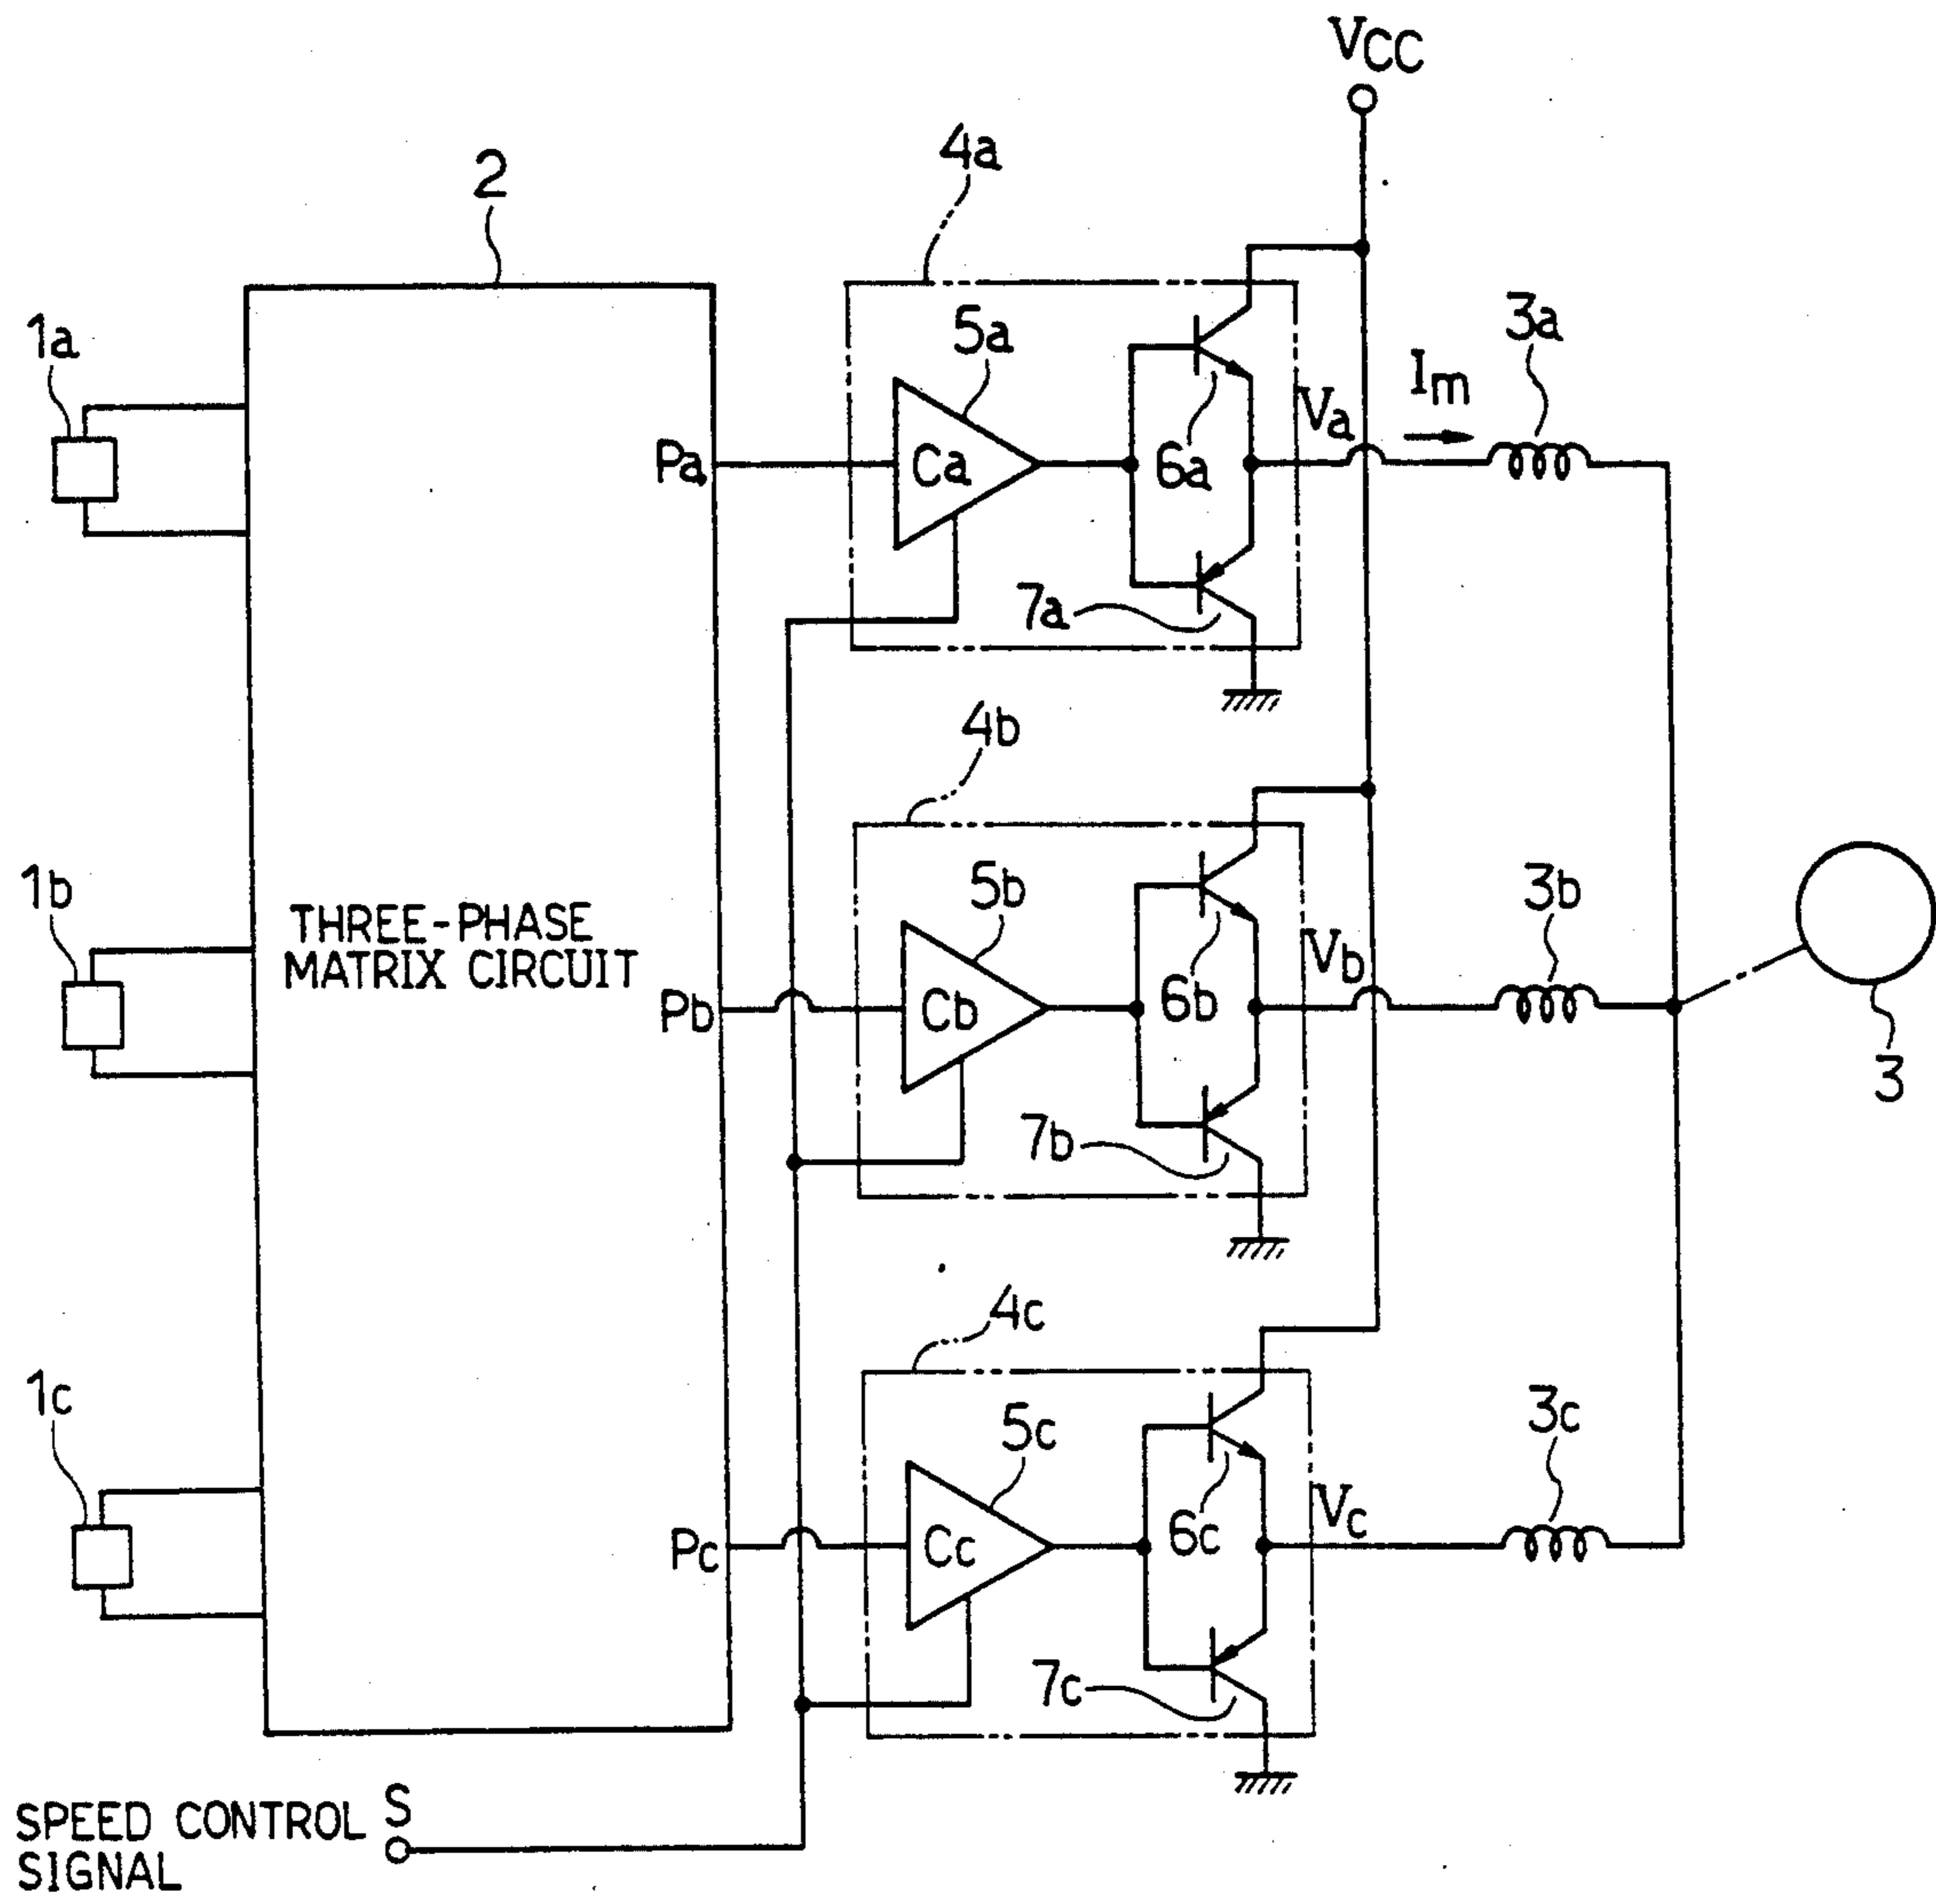 VCC
4a
2
5a
3a
1a
Im
Va
Pa
Ca
6a
7a
4b
5b
3b
1b
THREE-PHASE
MATRIX CIRCUIT
Vb
Pb
Cb
6b
3
7b
4c
1c
5c
3c
Vc
Pc
Cc
6c
7c
SPEED CONTROL S
SIGNAL